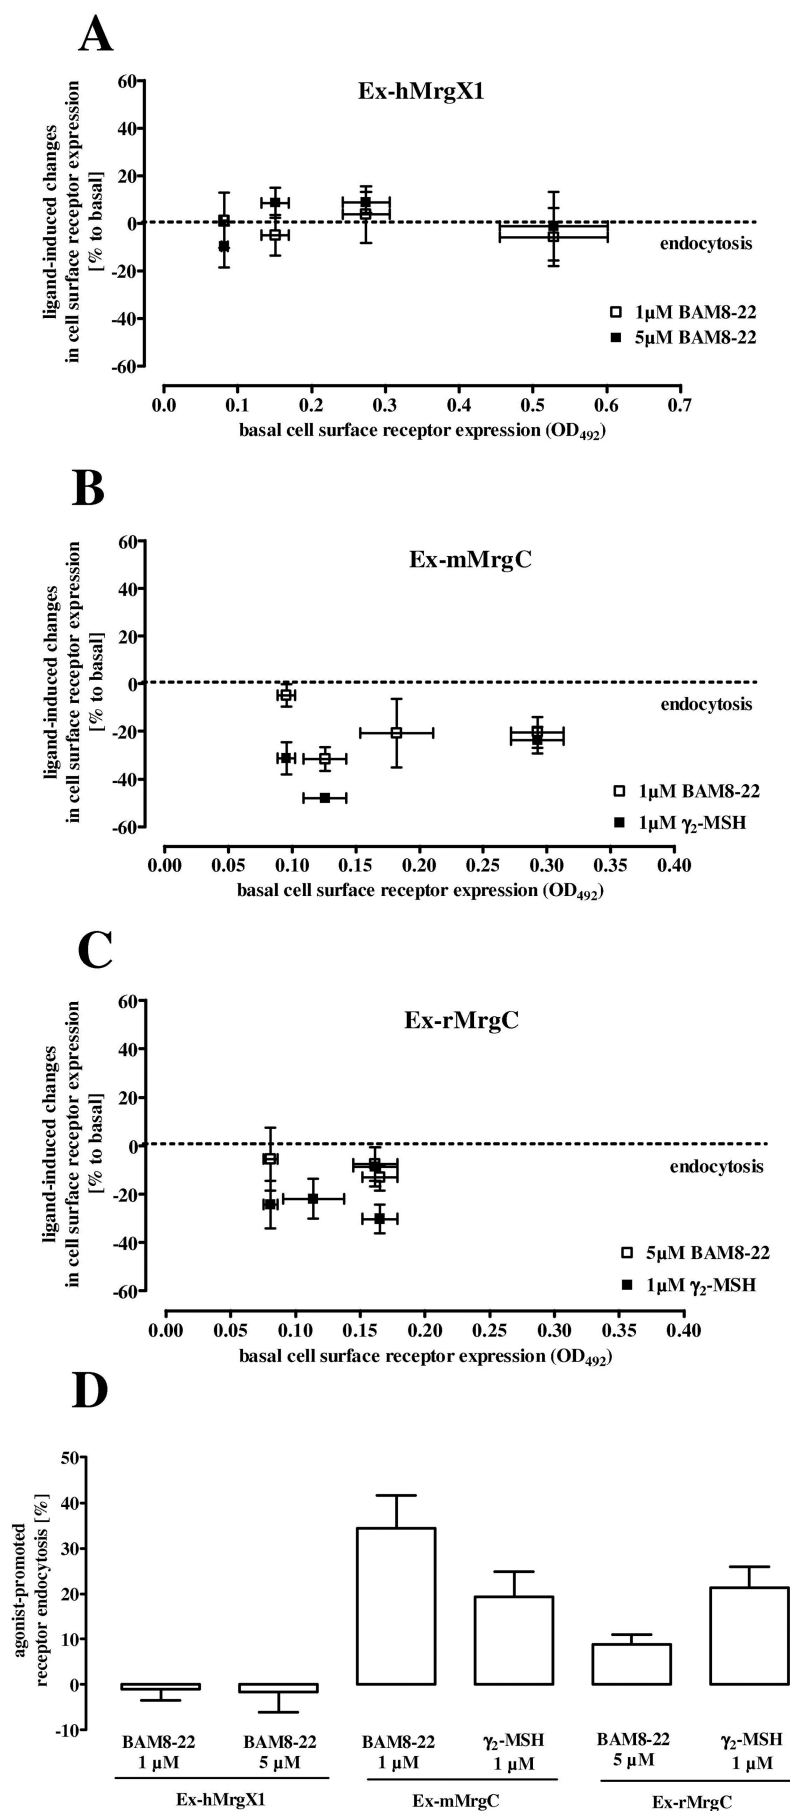 A
Ex-hMrgX1
ligand-induced changes
in cell surface receptor expression
[% to basal]
60
40
20
0
-20
-40
-60
endocytosis
1µM BAM8-22
5µM BAM8-22
0.0 0.1 0.2 0.3 0.4 0.5 0.6 0.7
basal cell surface receptor expression (OD492)
B
Ex-mMrgC
ligand-induced changes
in cell surface receptor expression
[% to basal]
60
40
20
0
-20
-40
-60
endocytosis
1µM BAM8-22
1µM γ2-MSH
0.00 0.05 0.10 0.15 0.20 0.25 0.30 0.35 0.40
basal cell surface receptor expression (OD492)
C
Ex-rMrgC
ligand-induced changes
in cell surface receptor expression
[% to basal]
60
40
20
0
-20
-40
-60
endocytosis
5µM BAM8-22
1µM γ2-MSH
0.00 0.05 0.10 0.15 0.20 0.25 0.30 0.35 0.40
basal cell surface receptor expression (OD492)
D
agonist-promoted
receptor endocytosis [%]
50
40
30
20
10
0
-10
BAM8-22 BAM8-22 BAM8-22 γ2-MSH BAM8-22 γ2-MSH
1 µM 5 µM 1 µM 1 µM 5 µM 1 µM
Ex-hMrgX1 Ex-mMrgC Ex-rMrgC